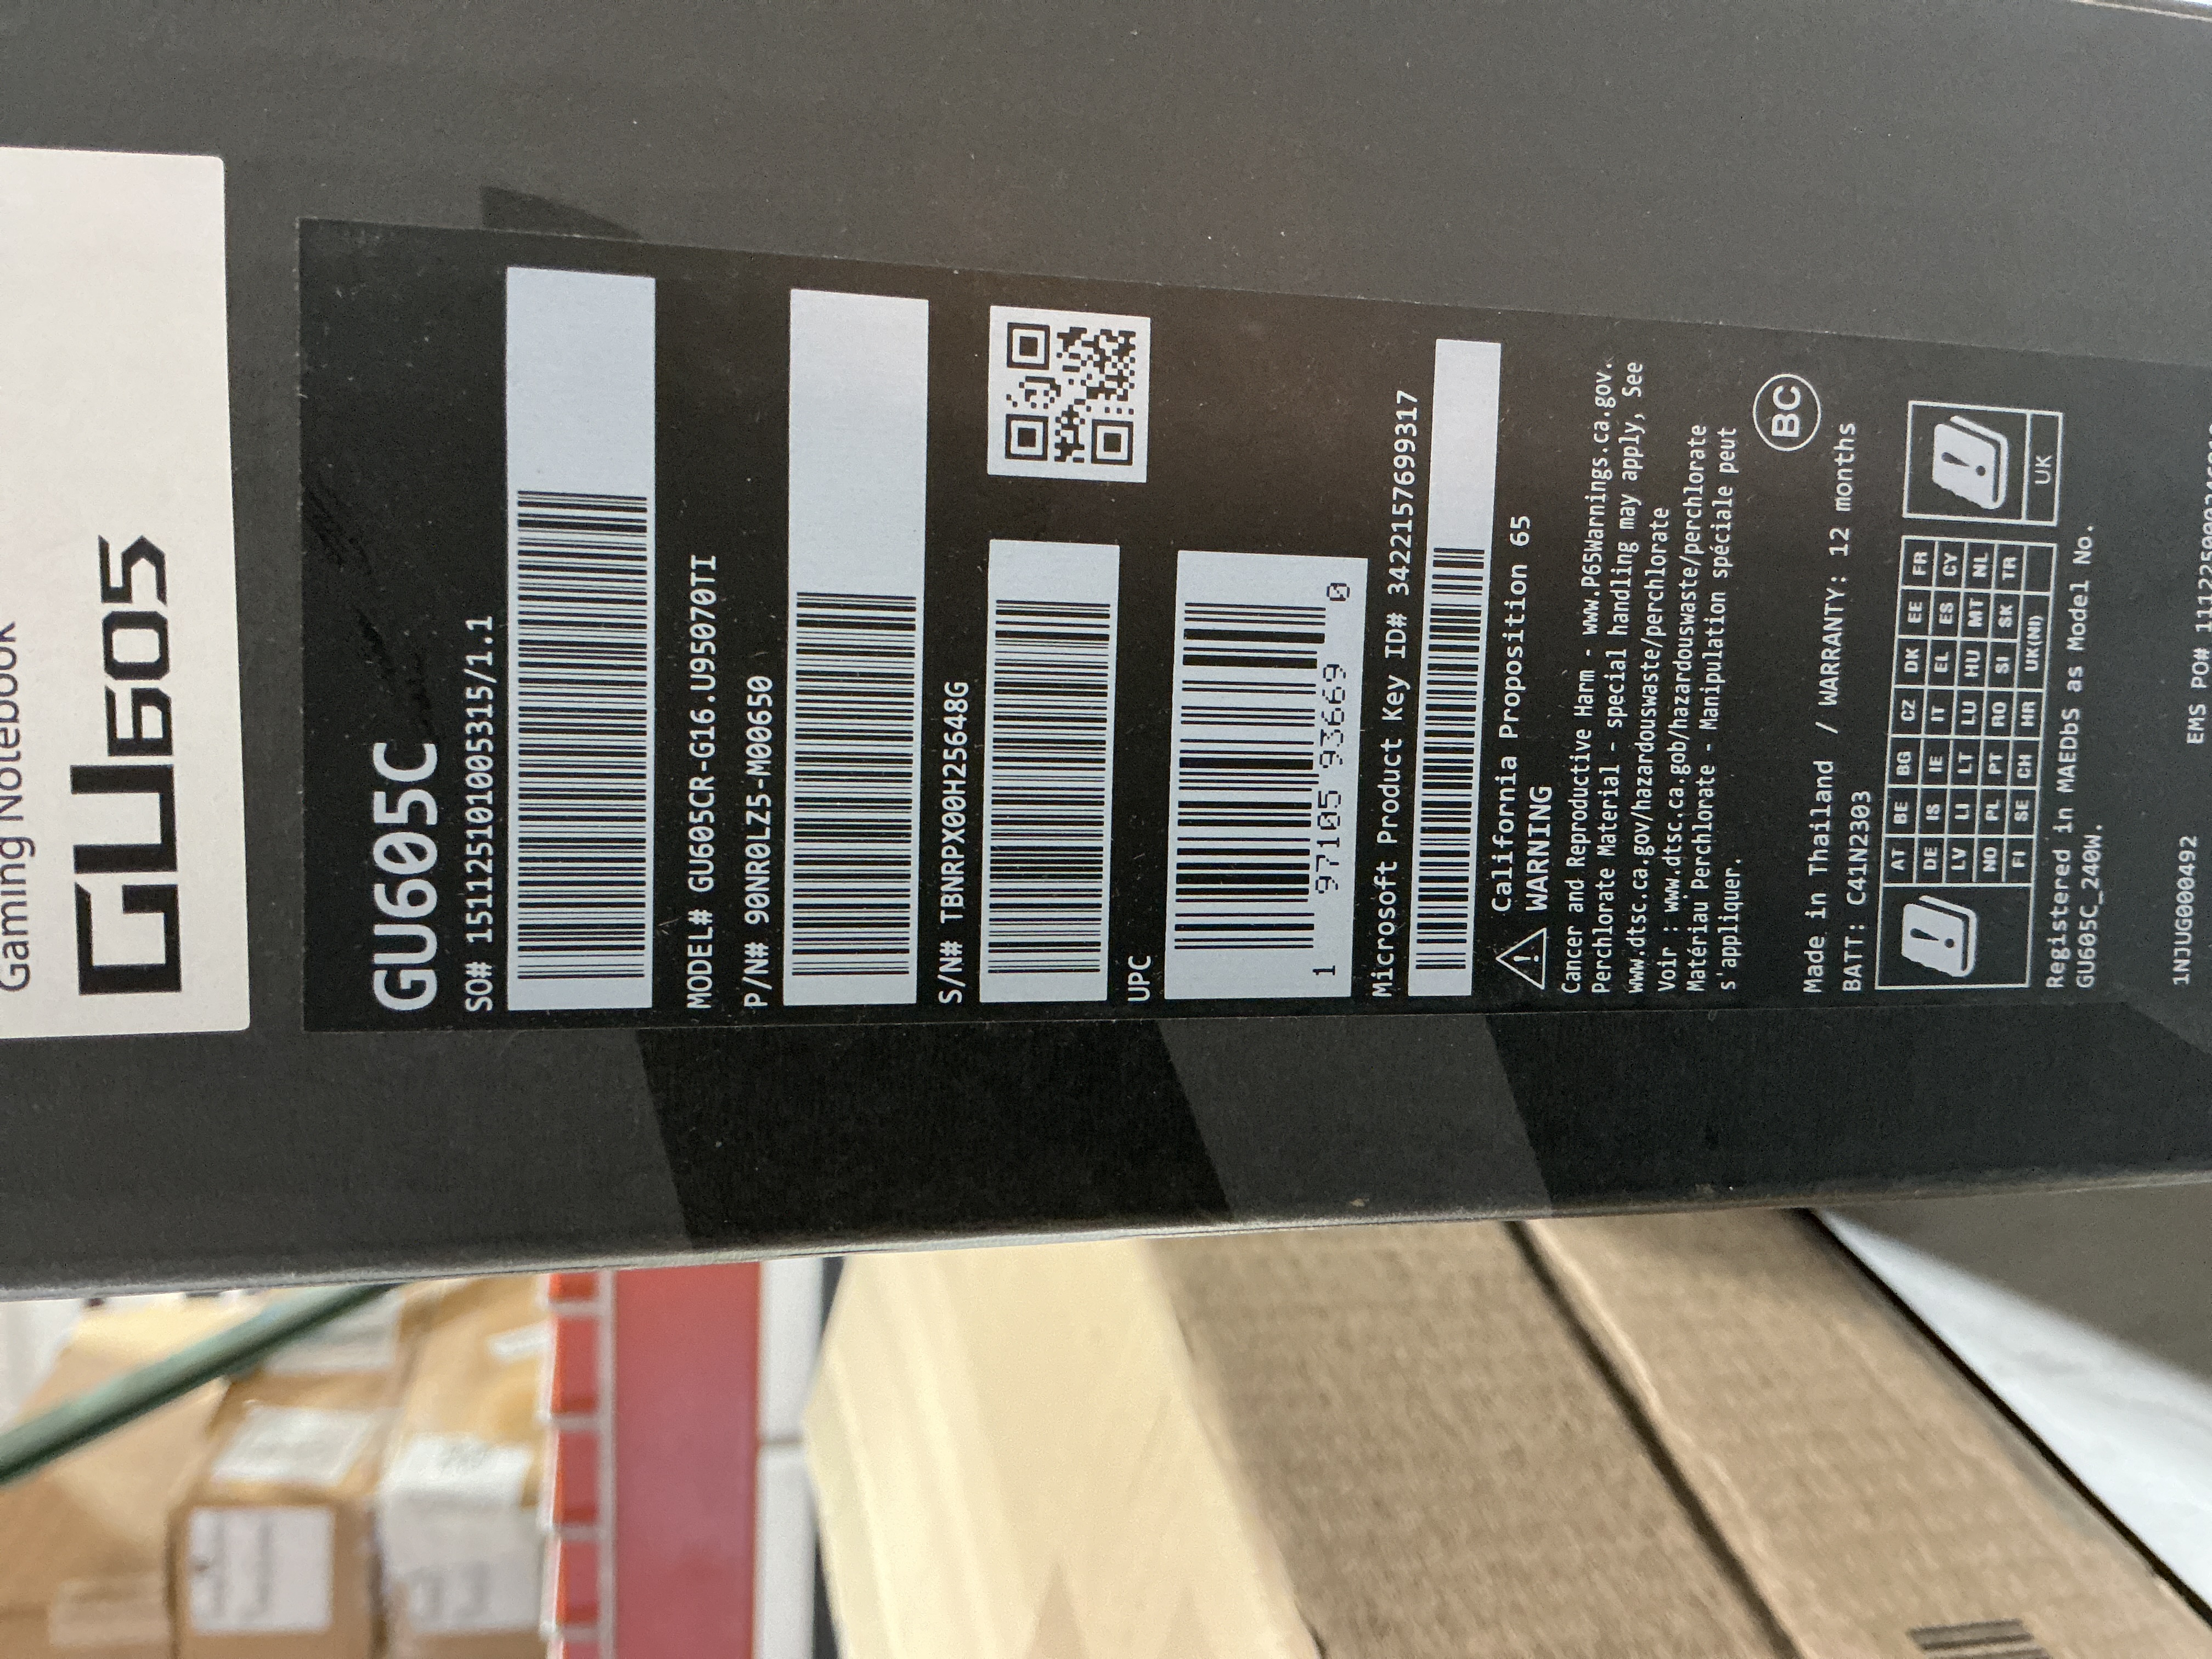 Gaming Notebook
GU605
GU605C
SO# 151125101005315/1.1
MODEL# GU605CR-G16.U95070TI
P/N# 90NR0LZ5-M00650
S/N# TBNRPX00H25648G
UPC
1 97105 93669 0
Microsoft Product Key ID# 3422157699317
California Proposition 65
WARNING
Cancer and Reproductive Harm - www.P65Warnings.ca.gov.
Perchlorate Material - special handling may apply, See
www.dtsc.ca.gov/hazardouswaste/perchlorate
Voir : www.dtsc.ca.gob/hazardouswaste/perchlorate
Matériau Perchlorate - Manipulation spéciale peut
s'appliquer.
BC
Made in Thailand / WARRANTY: 12 months
BATT: C41N2303
AT BE BG CZ DK EE FR
DE IS IE IT EL ES CY
LV LI LT LU HU MT NL
NO PL PT RO SI SK TR
FI SE CH HR UK(NI)
UK
Registered in MAEDbS as Model No.
GU605C_240W.
1NJUG000492
EMS PO#